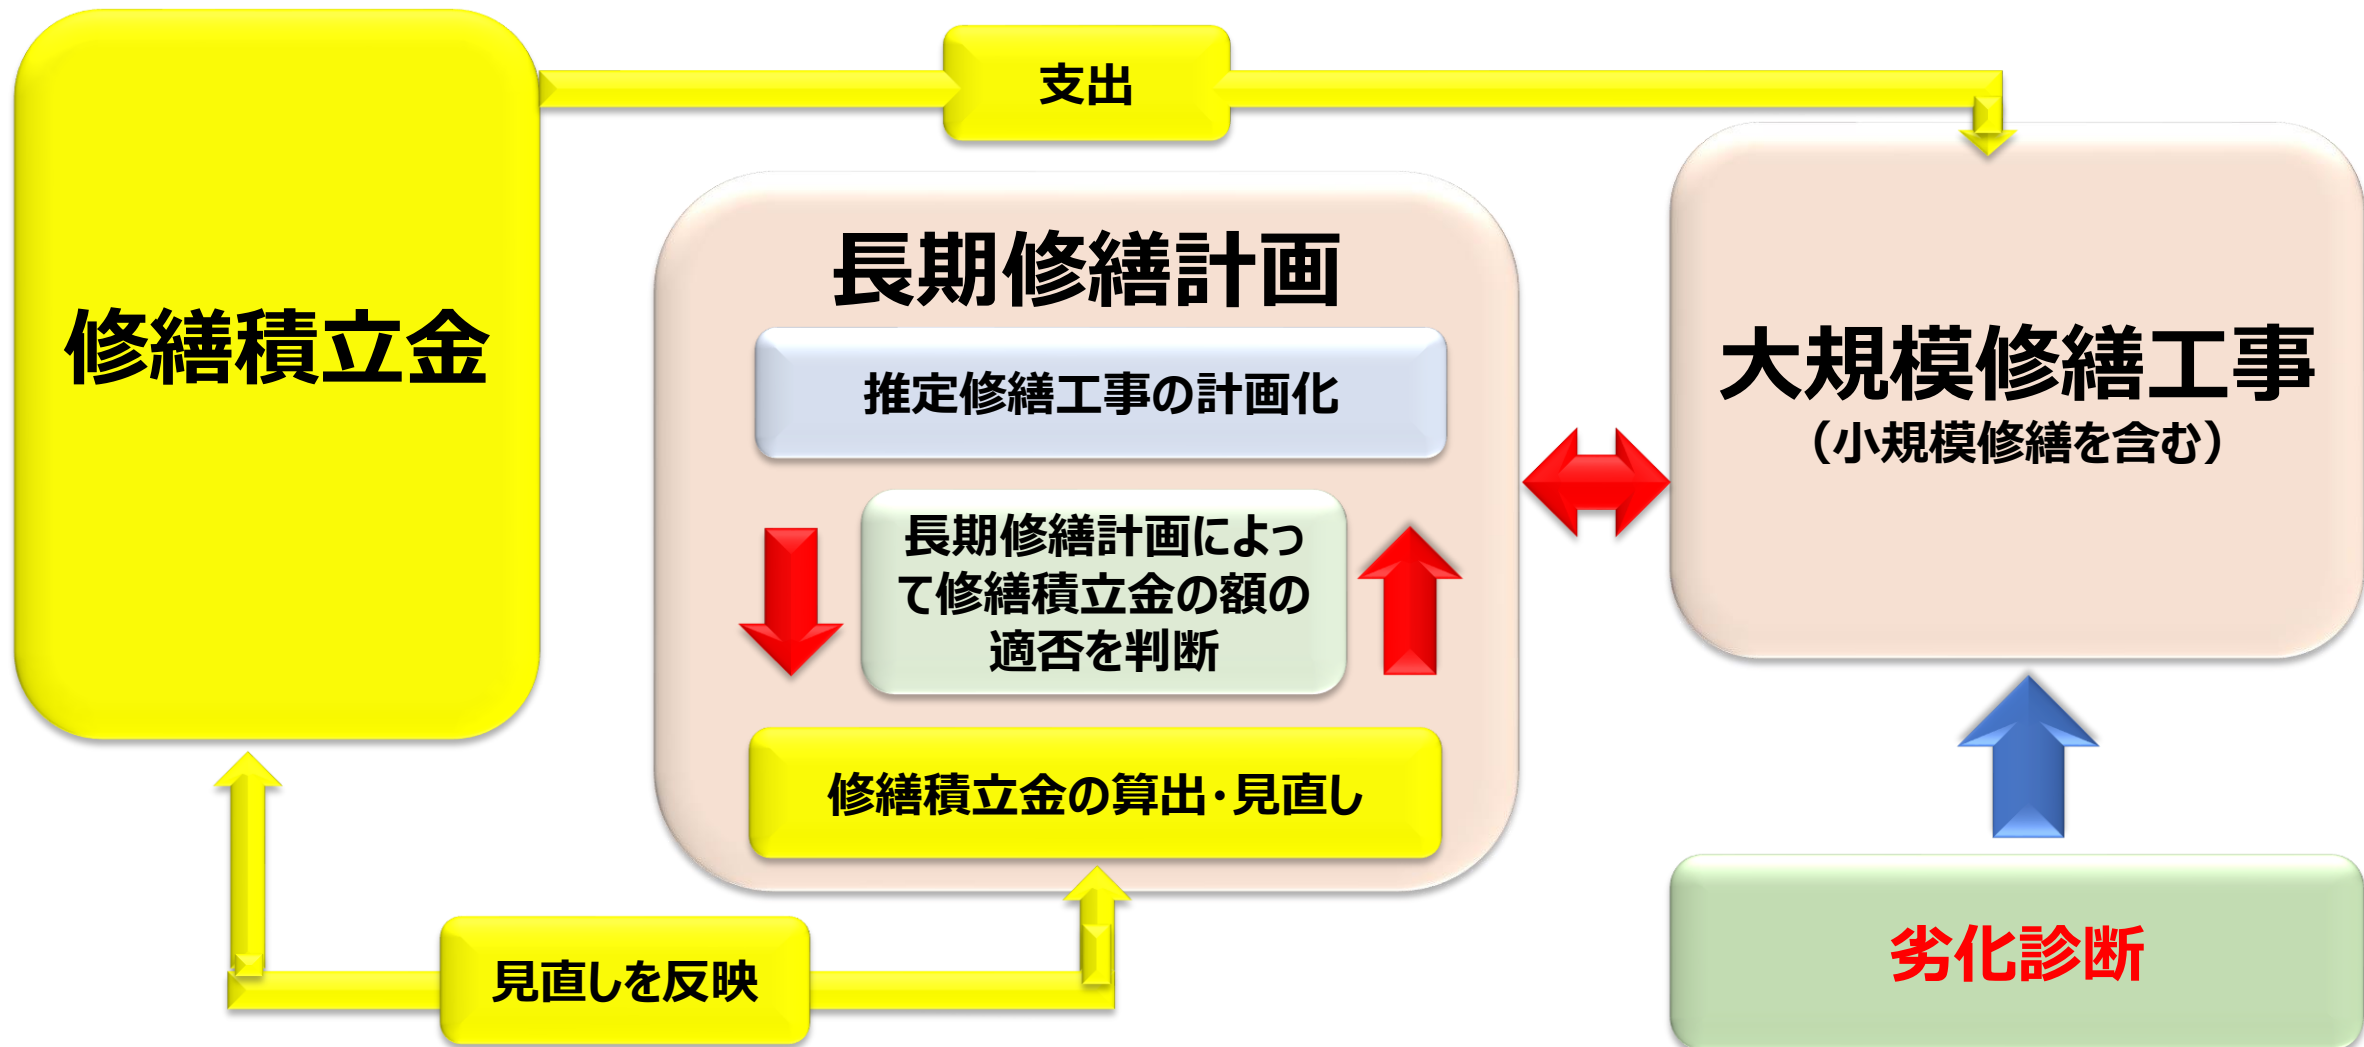 支出
修繕積立金
長期修繕計画
推定修繕工事の計画化
長期修繕計画によっ
て修繕積立金の額の
適否を判断
修繕積立金の算出・見直し
大規模修繕工事
（小規模修繕を含む）
見直しを反映
劣化診断